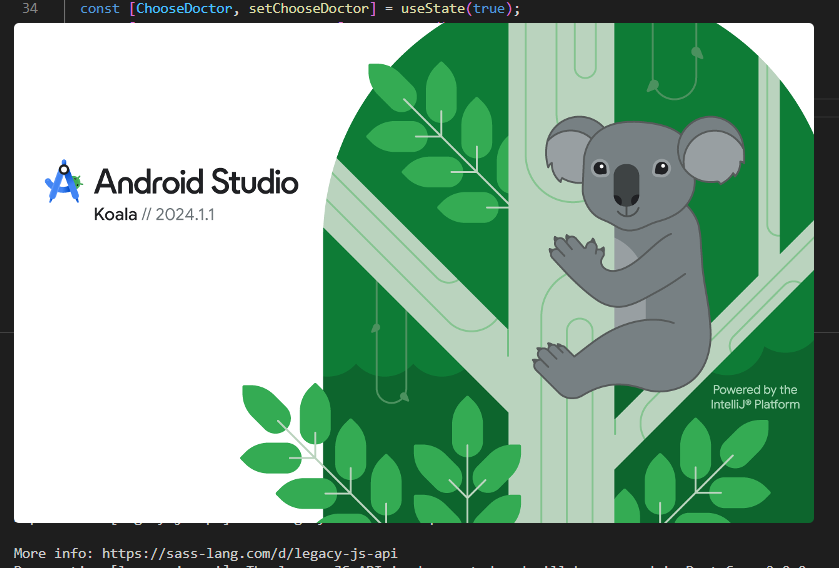 34 const [ChooseDoctor, setChooseDoctor] = useState(true);
Android Studio
Koala // 2024.1.1
Powered by the
IntelliJ® Platform
More info: https://sass-lang.com/d/legacy-js-api